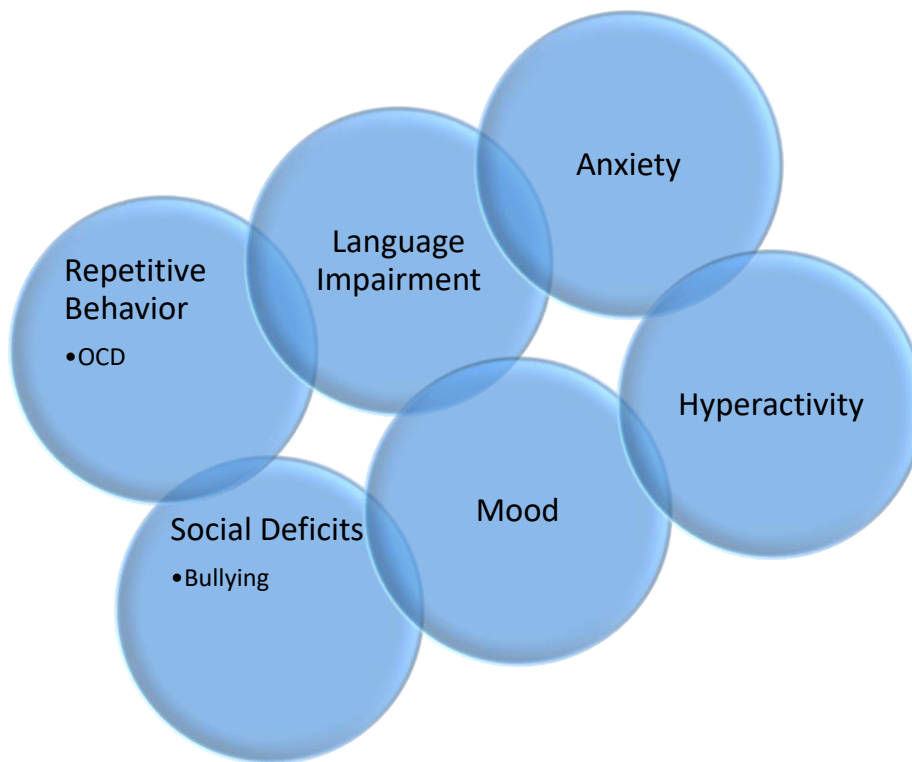 Anxiety
Language
Impairment
Repetitive
Behavior
•OCD
Hyperactivity
Mood
Social Deficits
•Bullying